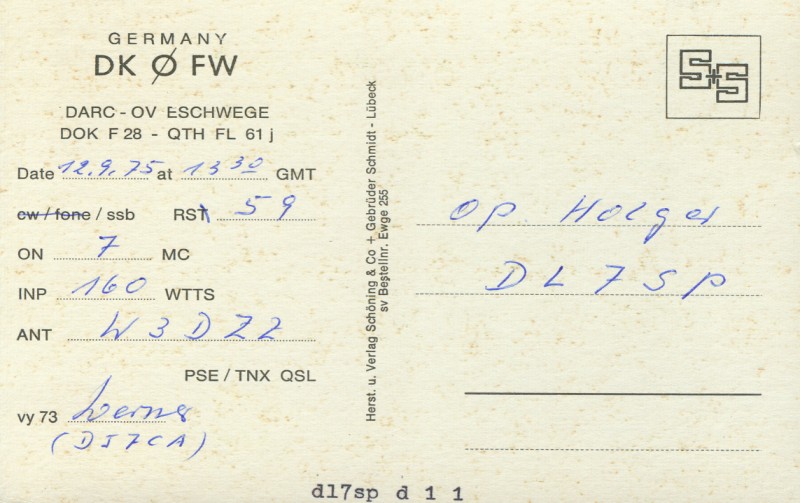 GERMANY
DK Ø FW
DARC - OV ESCHWEGE
DOK F 28 - QTH FL 61 j
Date 12.9.75 at 13 30 GMT
cw / fone / ssb RST 59
ON 7 MC
INP 160 WTTS
ANT W3DZZ
PSE / TNX QSL
vy 73 Werner
(DJ7CA)
Herst. u. Verlag Schöning & Co + Gebrüder Schmidt - Lübeck
sv Bestellnr. Ewge 255
S+S
Op. Holger
DL7SP
dl7sp d 1 1